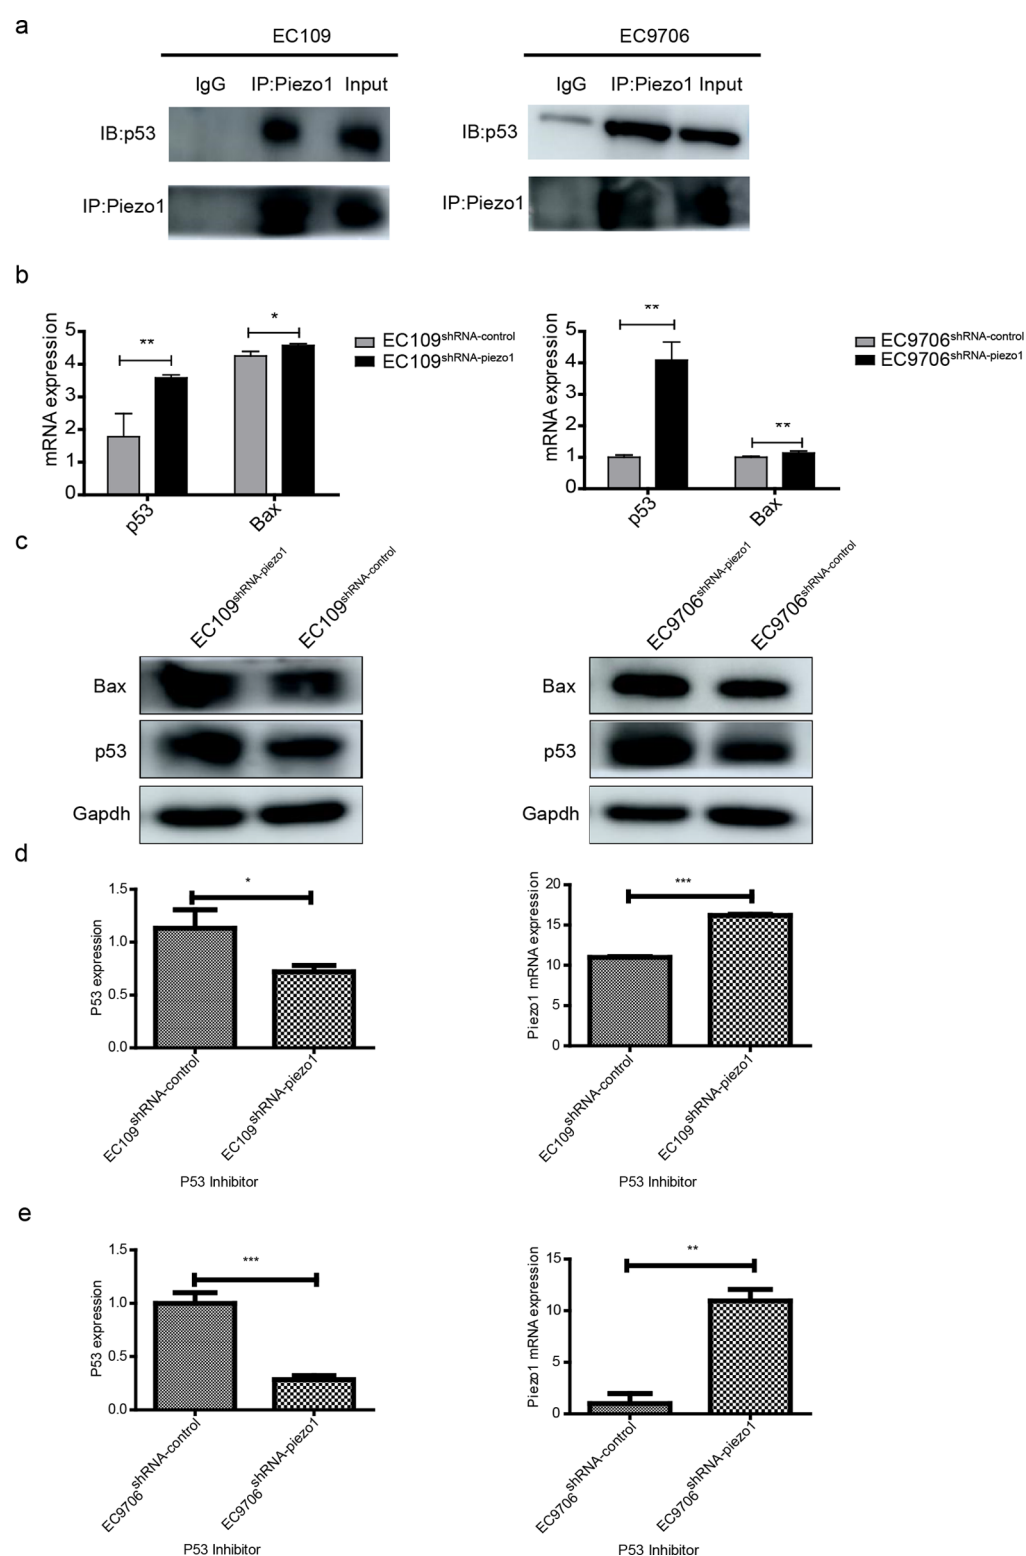 a
EC109
EC9706
IgG IP:Piezo1 Input
IgG IP:Piezo1 Input
IB:p53
IB:p53
IP:Piezo1
IP:Piezo1
b
mRNA expression
5
4
3
2
1
0
**
*
p53
Bax
EC109shRNA-control
EC109shRNA-piezo1
mRNA expression
5
4
3
2
1
0
**
**
p53
Bax
EC9706shRNA-control
EC9706shRNA-piezo1
c
EC109shRNA-piezo1
EC109shRNA-control
EC9706shRNA-piezo1
EC9706shRNA-control
Bax
p53
Gapdh
Bax
p53
Gapdh
d
P53 expression
1.5
1.0
0.5
0.0
*
EC109shRNA-control
EC109shRNA-piezo1
P53 Inhibitor
Piezo1 mRNA expression
20
15
10
5
0
***
EC109shRNA-control
EC109shRNA-piezo1
P53 Inhibitor
e
P53 expression
1.5
1.0
0.5
0.0
***
EC9706shRNA-control
EC9706shRNA-piezo1
P53 Inhibitor
Piezo1 mRNA expression
15
10
5
0
**
EC9706shRNA-control
EC9706shRNA-piezo1
P53 Inhibitor